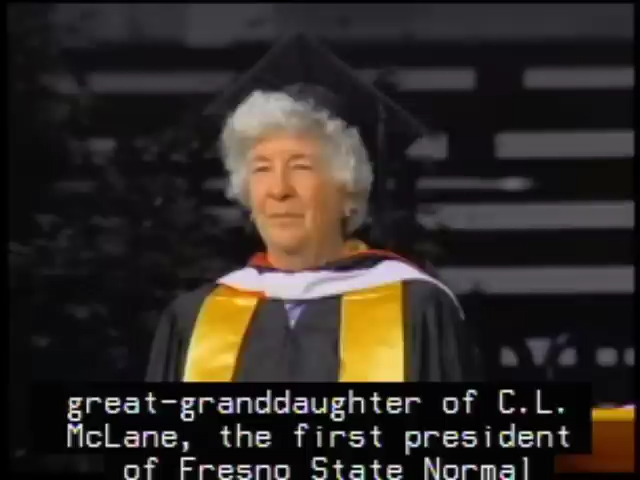 great-granddaughter of C.L.
McLane, the first president
of Fresno State Normal